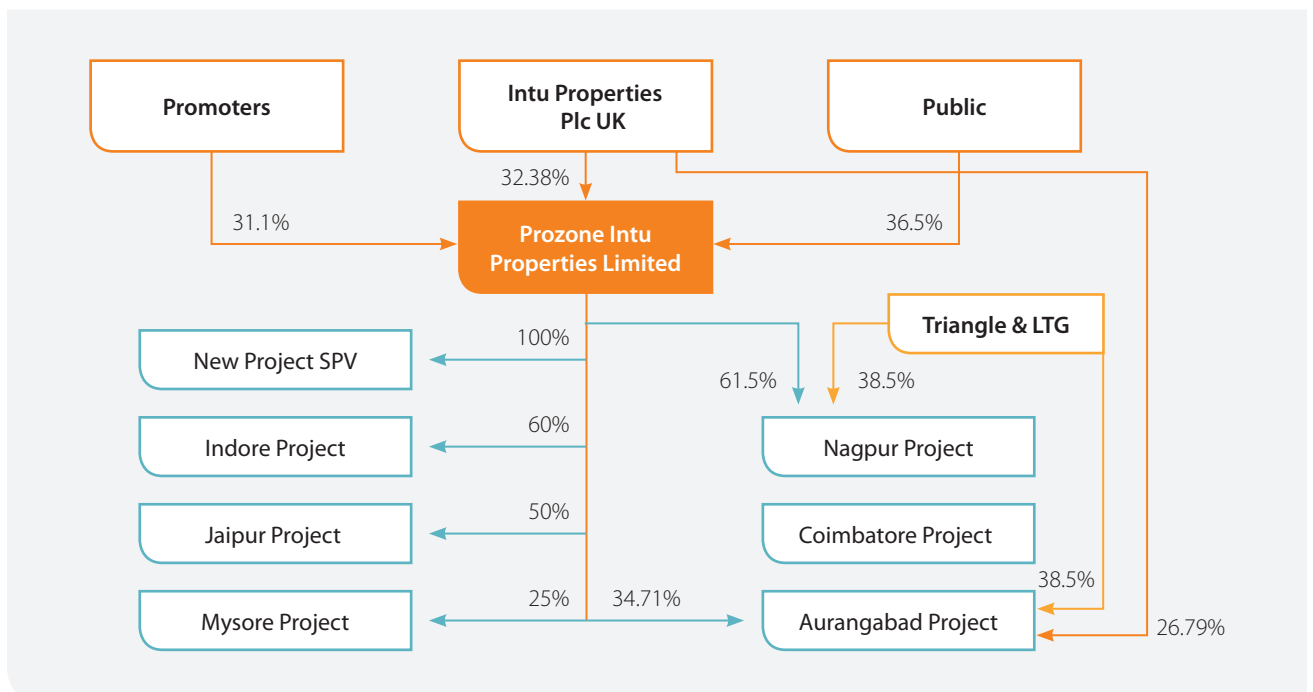 Promoters
Intu Properties
Plc UK
Public
32.38%
31.1%
36.5%
Prozone Intu
Properties Limited
Triangle & LTG
100%
New Project SPV
61.5%
38.5%
60%
Indore Project
Nagpur Project
50%
Jaipur Project
Coimbatore Project
38.5%
25%
34.71%
Mysore Project
Aurangabad Project
26.79%